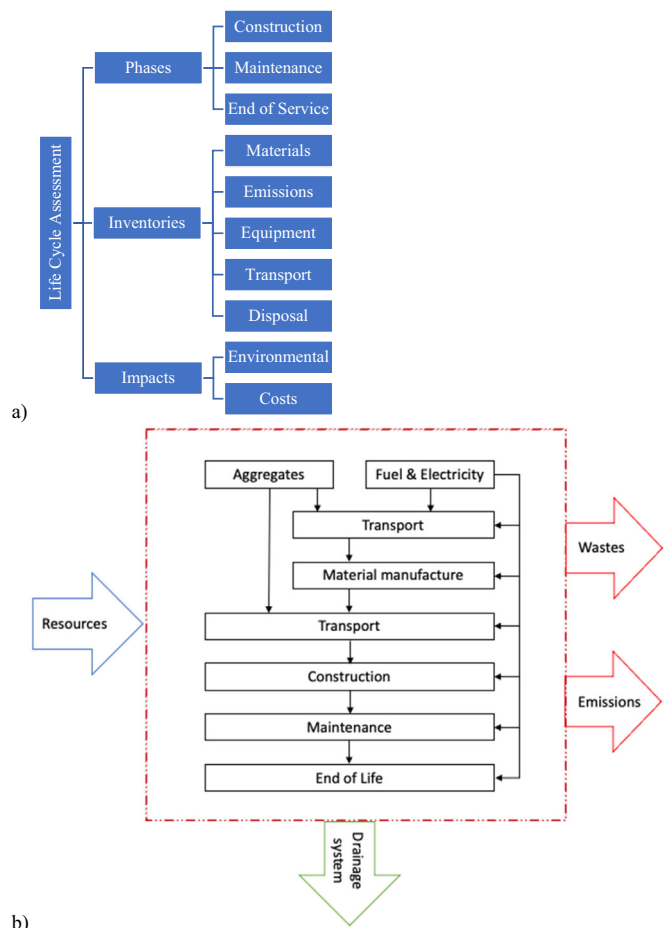 Life Cycle Assessment
Phases
Construction
Maintenance
End of Service
Inventories
Materials
Emissions
Equipment
Transport
Disposal
Impacts
Environmental
Costs
a)
Aggregates
Fuel & Electricity
Transport
Wastes
Material manufacture
Resources
Transport
Construction
Emissions
Maintenance
End of Life
Drainage
system
b)